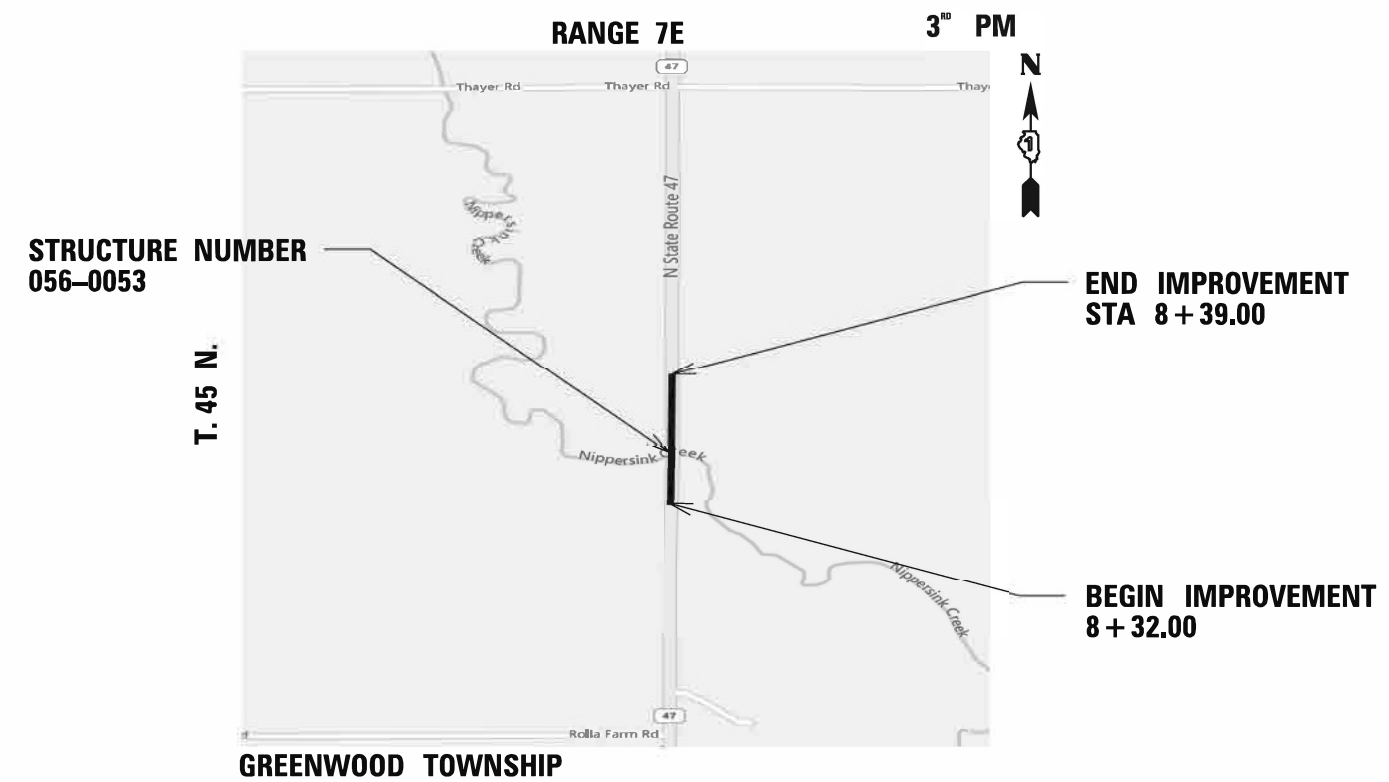 RANGE 7E
3RD PM
47
N
Thayer Rd
Thayer Rd
Thay
1
N State Route 47
Nippersink
Creek
STRUCTURE NUMBER
056–0053
END IMPROVEMENT
STA 8+39.00
T. 45 N.
Nippersink Creek
Nippersink Creek
BEGIN IMPROVEMENT
8+32.00
47
Rolla Farm Rd
GREENWOOD TOWNSHIP